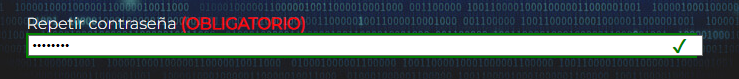 Repetir contraseña (OBLIGATORIO)
••••••••